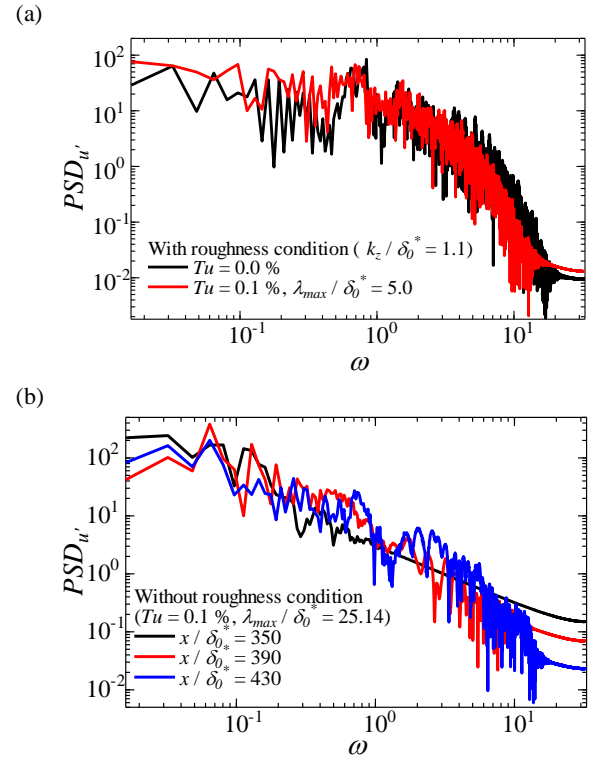 (a)
10^2
10^1
10^0
10^-1
10^-2
PSD_u'
With roughness condition ( k_z / δ_0^* = 1.1)
Tu = 0.0 %
Tu = 0.1 %, λ_max / δ_0^* = 5.0
10^-1 10^0 10^1
ω
(b)
10^2
10^1
10^0
10^-1
10^-2
PSD_u'
Without roughness condition
(Tu = 0.1 %, λ_max / δ_0^* = 25.14)
x / δ_0^* = 350
x / δ_0^* = 390
x / δ_0^* = 430
10^-1 10^0 10^1
ω